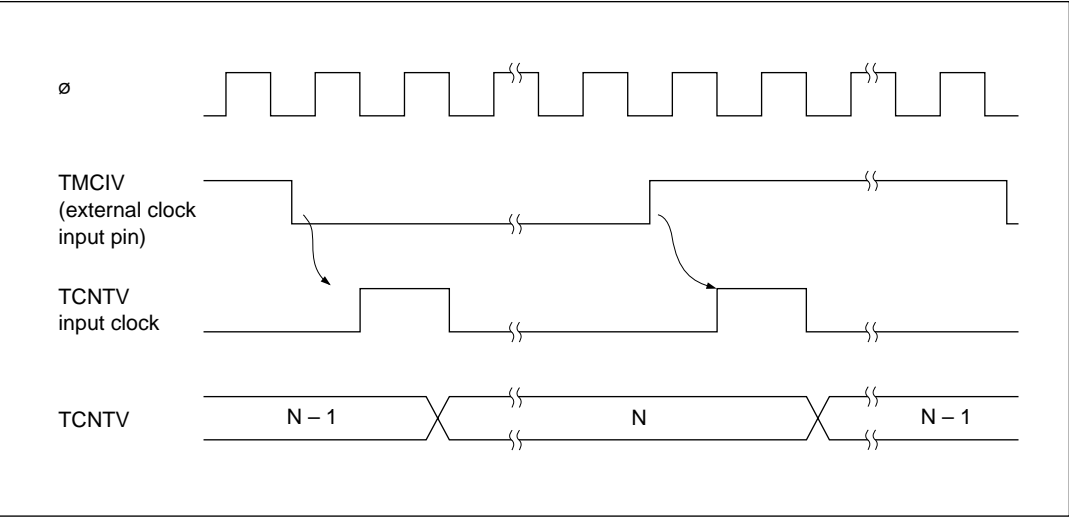 ø
TMCIV
(external clock
input pin)
TCNTV
input clock
TCNTV
N – 1
N
N – 1